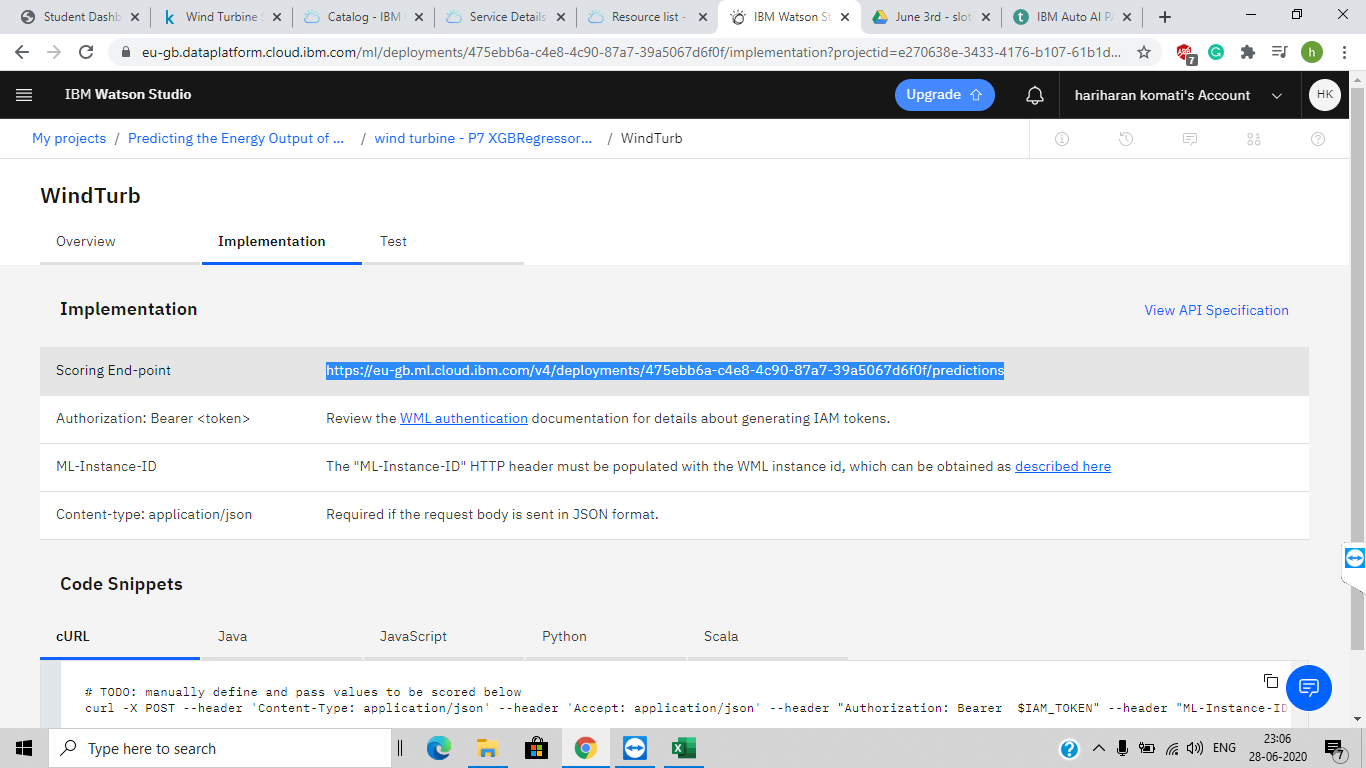 Student Dashb
Wind Turbine S
Catalog - IBM
Service Details
Resource list -
IBM Watson St
June 3rd - slot
IBM Auto AI PA
eu-gb.dataplatform.cloud.ibm.com/ml/deployments/475ebb6a-c4e8-4c90-87a7-39a5067d6f0f/implementation?projectid=e270638e-3433-4176-b107-61b1d...
7
h
IBM Watson Studio
Upgrade
hariharan komati's Account
HK
My projects / Predicting the Energy Output of ... / wind turbine - P7 XGBRegressor... / WindTurb
WindTurb
Overview
Implementation
Test
Implementation
View API Specification
Scoring End-point
https://eu-gb.ml.cloud.ibm.com/v4/deployments/475ebb6a-c4e8-4c90-87a7-39a5067d6f0f/predictions
Authorization: Bearer <token>
Review the WML authentication documentation for details about generating IAM tokens.
ML-Instance-ID
The "ML-Instance-ID" HTTP header must be populated with the WML instance id, which can be obtained as described here
Content-type: application/json
Required if the request body is sent in JSON format.
Code Snippets
cURL
Java
JavaScript
Python
Scala
# TODO: manually define and pass values to be scored below
curl -X POST --header 'Content-Type: application/json' --header 'Accept: application/json' --header "Authorization: Bearer  $IAM_TOKEN" --header "ML-Instance-ID
Type here to search
ENG
23:06
28-06-2020
7